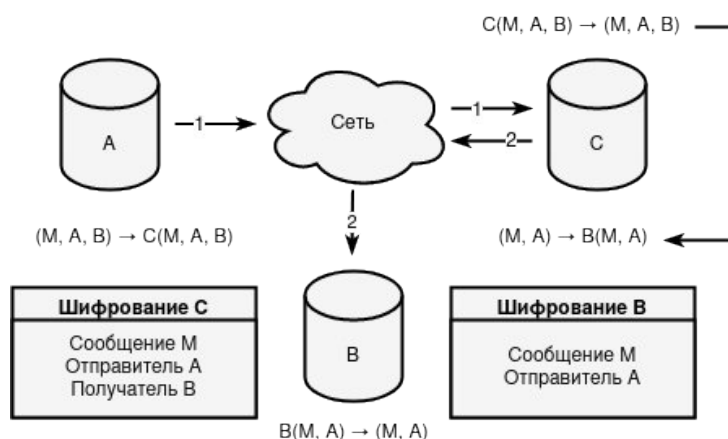 C(M, A, B) → (M, A, B)
A
1
Сеть
1
2
C
2
(M, A, B) → C(M, A, B)
(M, A) → B(M, A)
Шифрование C
Сообщение M
Отправитель A
Получатель B
B
Шифрование B
Сообщение M
Отправитель A
B(M, A) → (M, A)